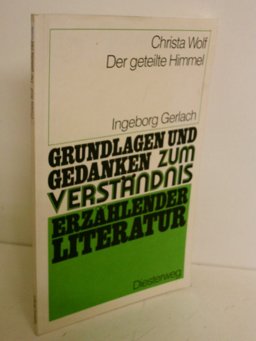 Christa Wolf
Der geteilte Himmel
Ingeborg Gerlach
GRUNDLAGEN UND
GEDANKEN ZUM
VERSTÄNDNIS
ERZÄHLENDER
LITERATUR
Diesterweg